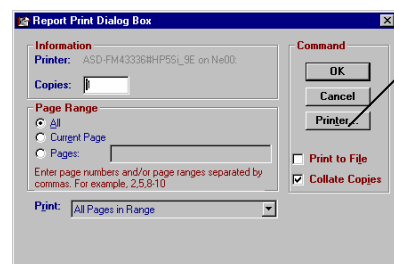 Report Print Dialog Box
Information
Printer: ASD-FM43336#HP5Si_9E on Ne00:
Copies:
Page Range
All
Current Page
Pages:
Enter page numbers and/or page ranges separated by
commas. For example, 2,5,8-10
Print: All Pages in Range
Command
OK
Cancel
Printer...
Print to File
Collate Copies